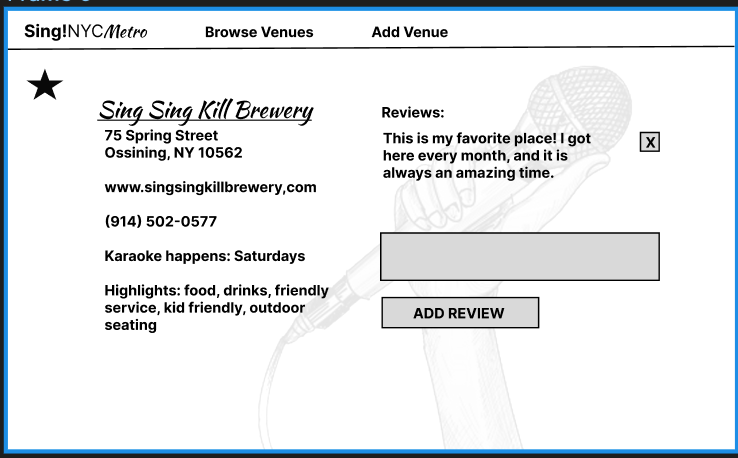 Sing!NYCMetro
Browse Venues
Add Venue
Sing Sing Kill Brewery
75 Spring Street
Ossining, NY 10562
www.singsingkillbrewery,com
(914) 502-0577
Karaoke happens: Saturdays
Highlights: food, drinks, friendly
service, kid friendly, outdoor
seating
Reviews:
This is my favorite place! I got
here every month, and it is
always an amazing time.
X
ADD REVIEW